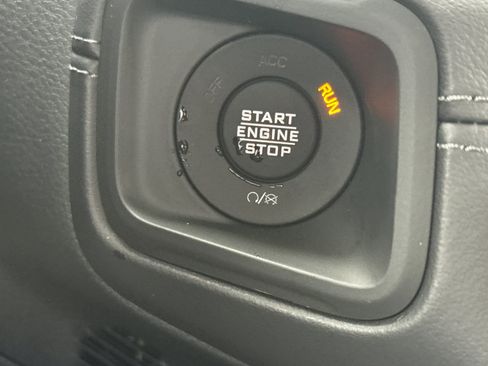 OFF
ACC
RUN
START
ENGINE
STOP